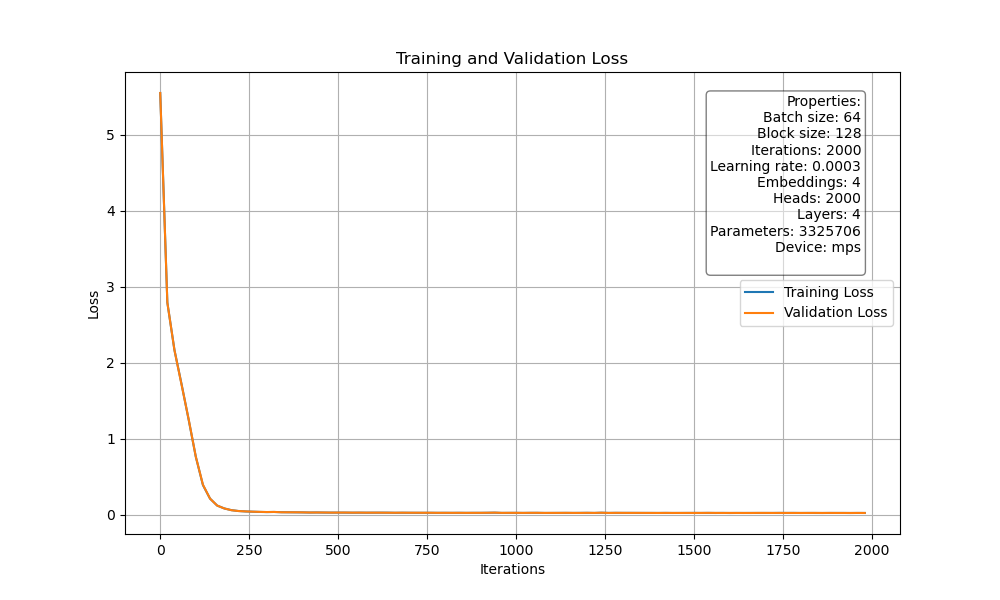 Training and Validation Loss
Properties:
Batch size: 64
Block size: 128
Iterations: 2000
Learning rate: 0.0003
Embeddings: 4
Heads: 2000
Layers: 4
Parameters: 3325706
Device: mps
Training Loss
Validation Loss
Loss
5
4
3
2
1
0
0 250 500 750 1000 1250 1500 1750 2000
Iterations